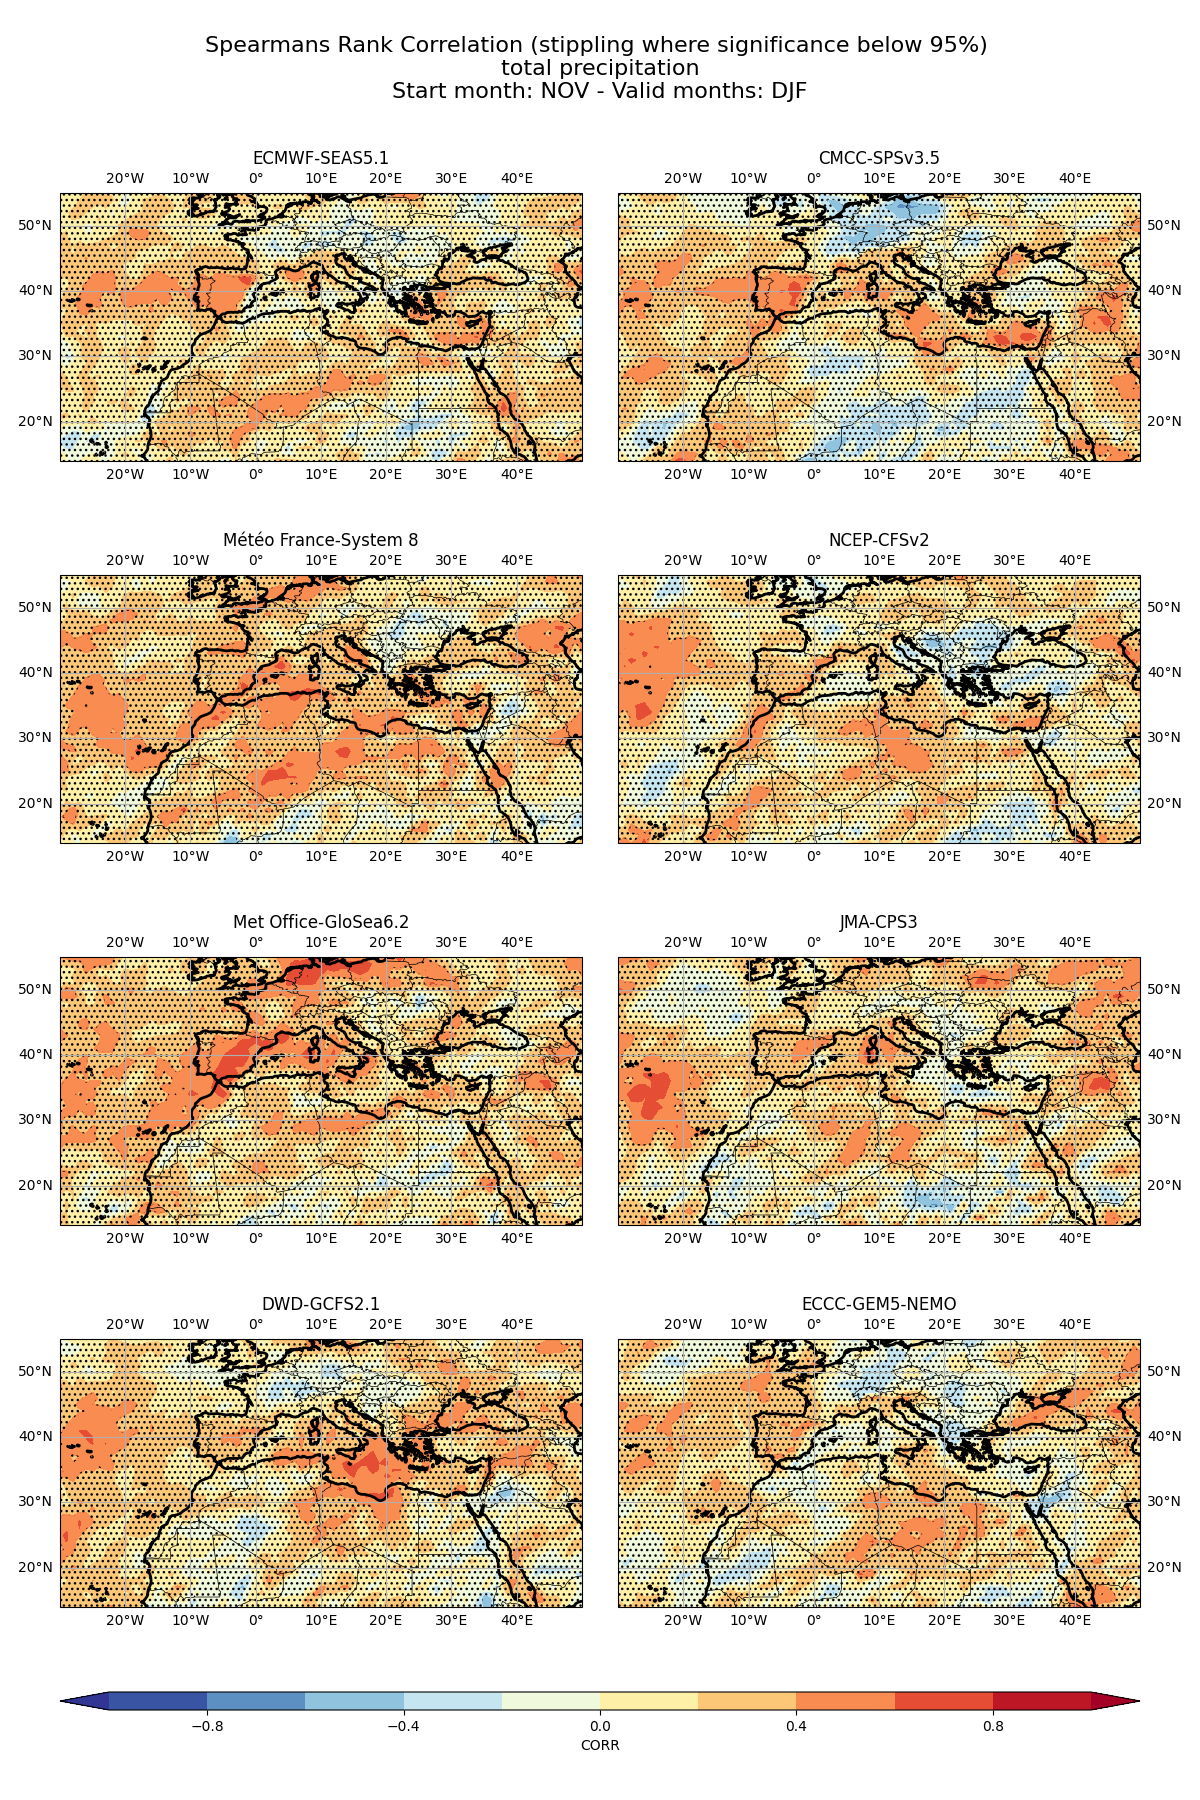 Spearmans Rank Correlation (stippling where significance below 95%)
total precipitation
Start month: NOV - Valid months: DJF
ECMWF-SEAS5.1
CMCC-SPSv3.5
20°W 10°W 0° 10°E 20°E 30°E 40°E
20°W 10°W 0° 10°E 20°E 30°E 40°E
50°N
50°N
40°N
40°N
30°N
30°N
20°N
20°N
20°W 10°W 0° 10°E 20°E 30°E 40°E
20°W 10°W 0° 10°E 20°E 30°E 40°E
Météo France-System 8
NCEP-CFSv2
20°W 10°W 0° 10°E 20°E 30°E 40°E
20°W 10°W 0° 10°E 20°E 30°E 40°E
50°N
50°N
40°N
40°N
30°N
30°N
20°N
20°N
20°W 10°W 0° 10°E 20°E 30°E 40°E
20°W 10°W 0° 10°E 20°E 30°E 40°E
Met Office-GloSea6.2
JMA-CPS3
20°W 10°W 0° 10°E 20°E 30°E 40°E
20°W 10°W 0° 10°E 20°E 30°E 40°E
50°N
50°N
40°N
40°N
30°N
30°N
20°N
20°N
20°W 10°W 0° 10°E 20°E 30°E 40°E
20°W 10°W 0° 10°E 20°E 30°E 40°E
DWD-GCFS2.1
ECCC-GEM5-NEMO
20°W 10°W 0° 10°E 20°E 30°E 40°E
20°W 10°W 0° 10°E 20°E 30°E 40°E
50°N
50°N
40°N
40°N
30°N
30°N
20°N
20°N
20°W 10°W 0° 10°E 20°E 30°E 40°E
20°W 10°W 0° 10°E 20°E 30°E 40°E
−0.8 −0.4 0.0 0.4 0.8
CORR